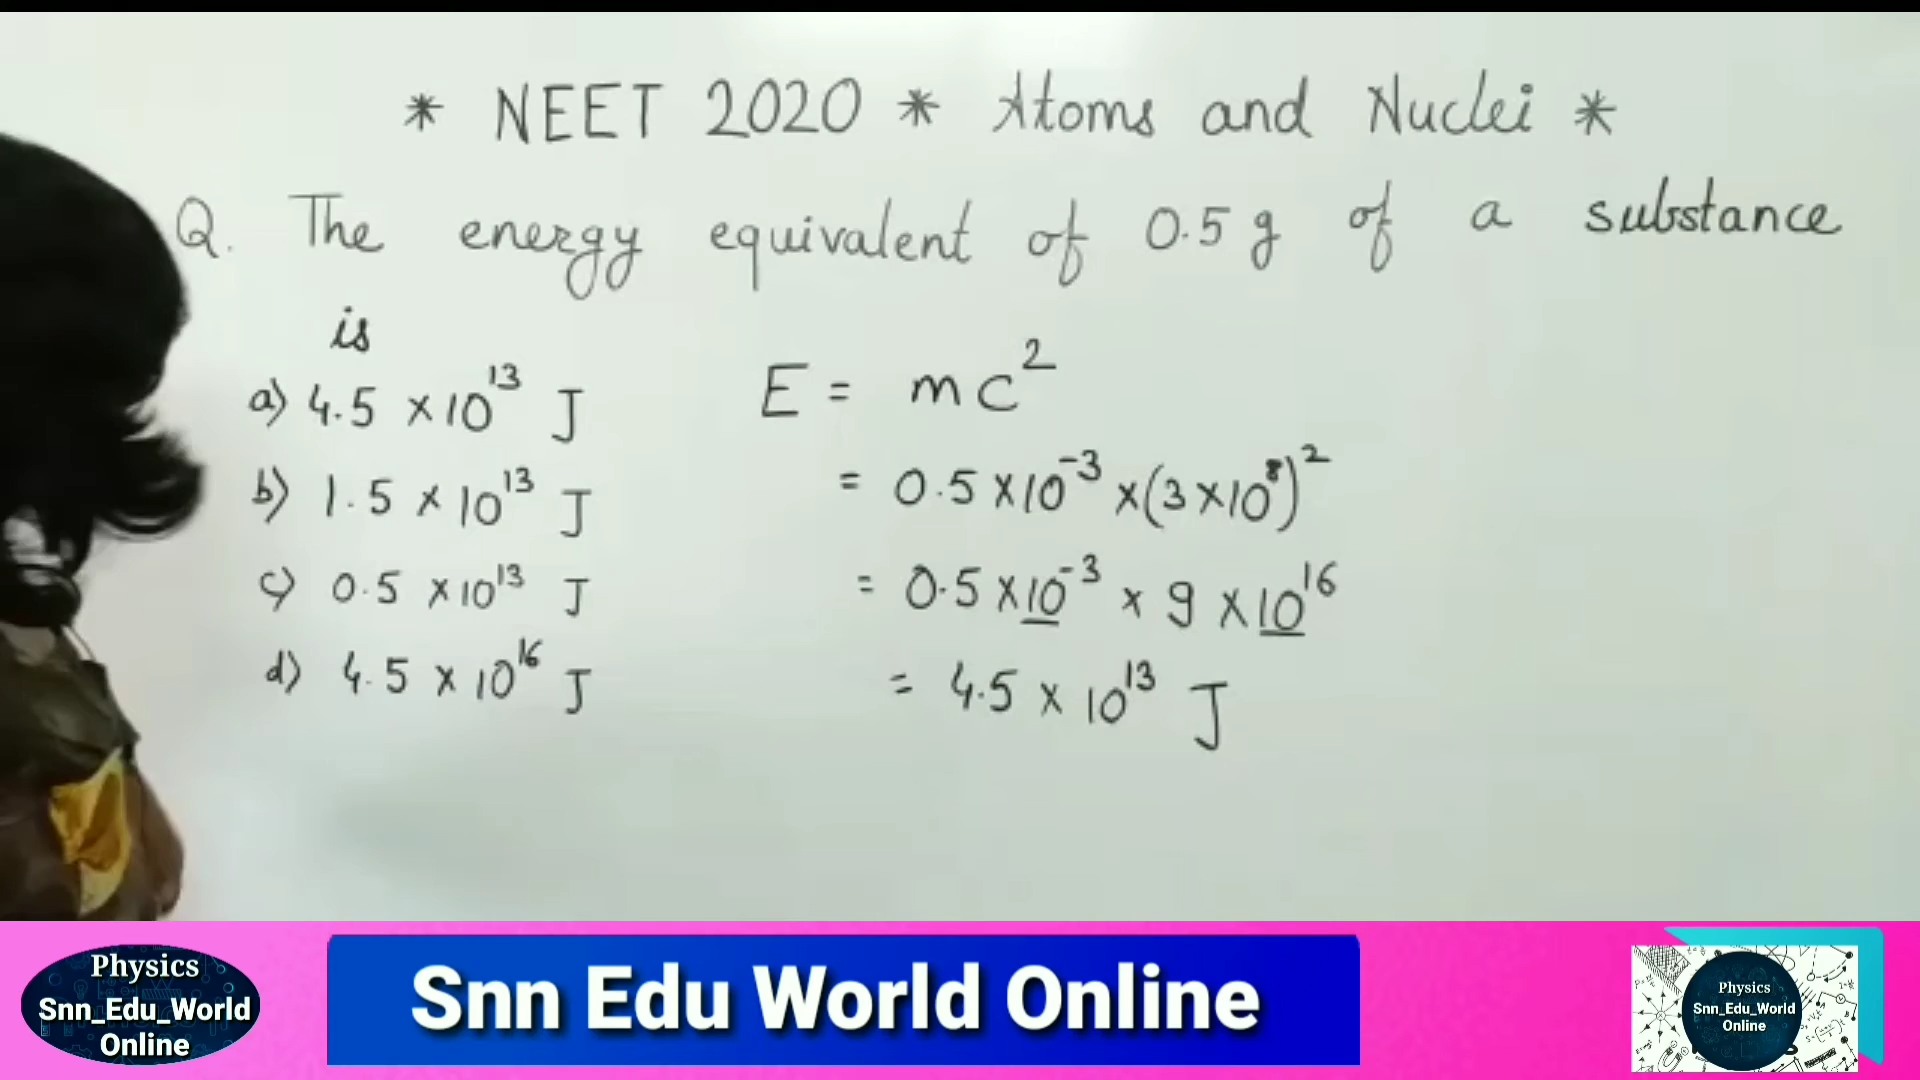 * NEET 2020 * Atoms and Nuclei *
Q. The energy equivalent of 0.5 g of a substance
is
a) 4.5 × 10¹³ J
b) 1.5 × 10¹³ J
c) 0.5 × 10¹³ J
d) 4.5 × 10¹⁶ J
E = mc²
= 0.5 × 10⁻³ × (3 × 10⁸)²
= 0.5 × 10⁻³ × 9 × 10¹⁶
= 4.5 × 10¹³ J
Physics
Snn_Edu_World
Online
Snn Edu World Online
Physics
Snn_Edu_World
Online